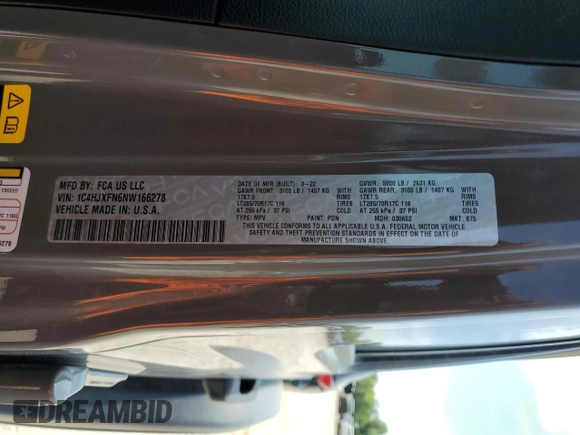 MFD BY: FCA US LLC
VIN: 1C4HJXFN6NW166278
VEHICLE MADE IN U.S.A.
DATE OF MFR (BUILT): 3-22
GAWR FRONT: 3100 LB / 1407 KG WITH
17X7.5 RIMS
LT285/70R17C 116 TIRES
AT 255 kPa / 37 PSI
TYPE: MPV
GVWR: 5800 LB / 2631 KG
GAWR REAR: 3100 LB / 1407 KG WITH
17X7.5 RIMS
LT285/70R17C 116 TIRES
AT 255 kPa / 37 PSI COLD
PAINT: PDN MDH: 030602 MKT: 875
THIS VEHICLE CONFORMS TO ALL APPLICABLE U.S.A. FEDERAL MOTOR VEHICLE
SAFETY AND THEFT PREVENTION STANDARDS IN EFFECT ON THE DATE OF MANUFACTURE
EXCEED
6278
DREAMBID